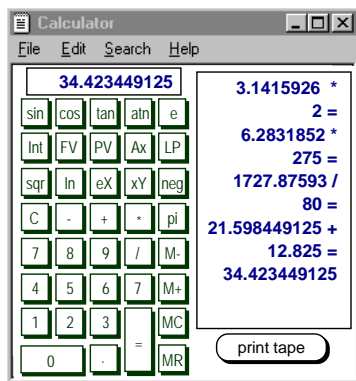 Calculator
File Edit Search Help
34.423449125
sin cos tan atn e
Int FV PV Ax LP
sqr ln eX xY neg
C - + * pi
7 8 9 / M-
4 5 6 7 M+
1 2 3 MC
0 . = MR
3.1415926 *
2 =
6.2831852 *
275 =
1727.87593 /
80 =
21.598449125 +
12.825 =
34.423449125
print tape